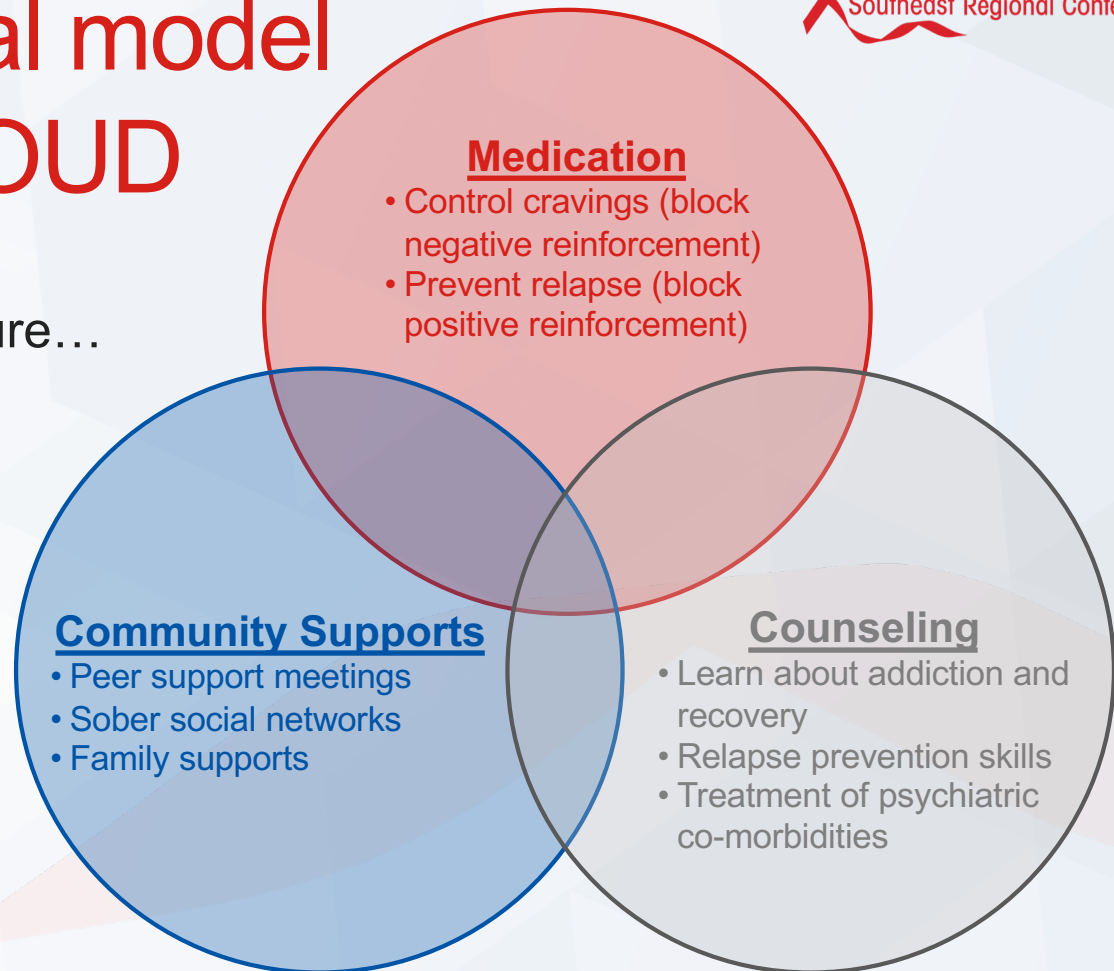 al model
OUD
Southeast Regional
ure…
Medication
• Control cravings (block
negative reinforcement)
• Prevent relapse (block
positive reinforcement)
Community Supports
• Peer support meetings
• Sober social networks
• Family supports
Counseling
• Learn about addiction and
recovery
• Relapse prevention skills
• Treatment of psychiatric
co-morbidities